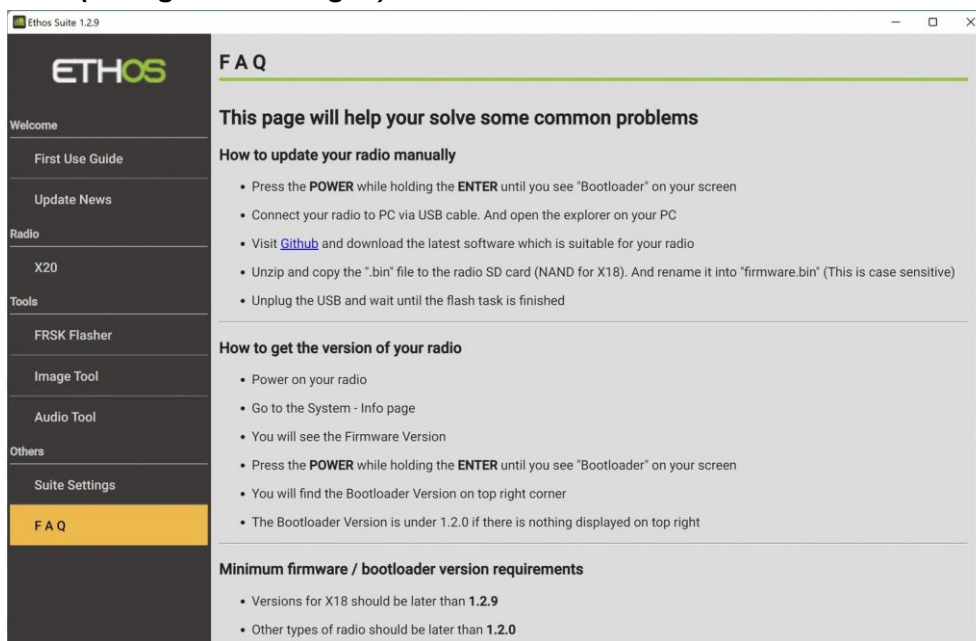 Ethos Suite 1.2.9
ETHOS
Welcome
First Use Guide
Update News
Radio
X20
Tools
FRSK Flasher
Image Tool
Audio Tool
Others
Suite Settings
F A Q
F A Q
This page will help your solve some common problems
How to update your radio manually
• Press the POWER while holding the ENTER until you see "Bootloader" on your screen
• Connect your radio to PC via USB cable. And open the explorer on your PC
• Visit Github and download the latest software which is suitable for your radio
• Unzip and copy the ".bin" file to the radio SD card (NAND for X18). And rename it into "firmware.bin" (This is case sensitive)
• Unplug the USB and wait until the flash task is finished
How to get the version of your radio
• Power on your radio
• Go to the System - Info page
• You will see the Firmware Version
• Press the POWER while holding the ENTER until you see "Bootloader" on your screen
• You will find the Bootloader Version on top right corner
• The Bootloader Version is under 1.2.0 if there is nothing displayed on top right
Minimum firmware / bootloader version requirements
• Versions for X18 should be later than 1.2.9
• Other types of radio should be later than 1.2.0